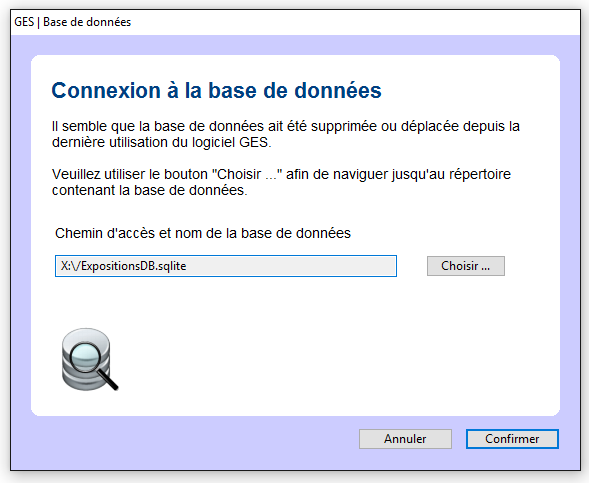 GES | Base de données
Connexion à la base de données
Il semble que la base de données ait été supprimée ou déplacée depuis la
dernière utilisation du logiciel GES.
Veuillez utiliser le bouton "Choisir ..." afin de naviguer jusqu'au répertoire
contenant la base de données.
Chemin d'accès et nom de la base de données
X:\/ExpositionsDB.sqlite
Choisir ...
Annuler
Confirmer